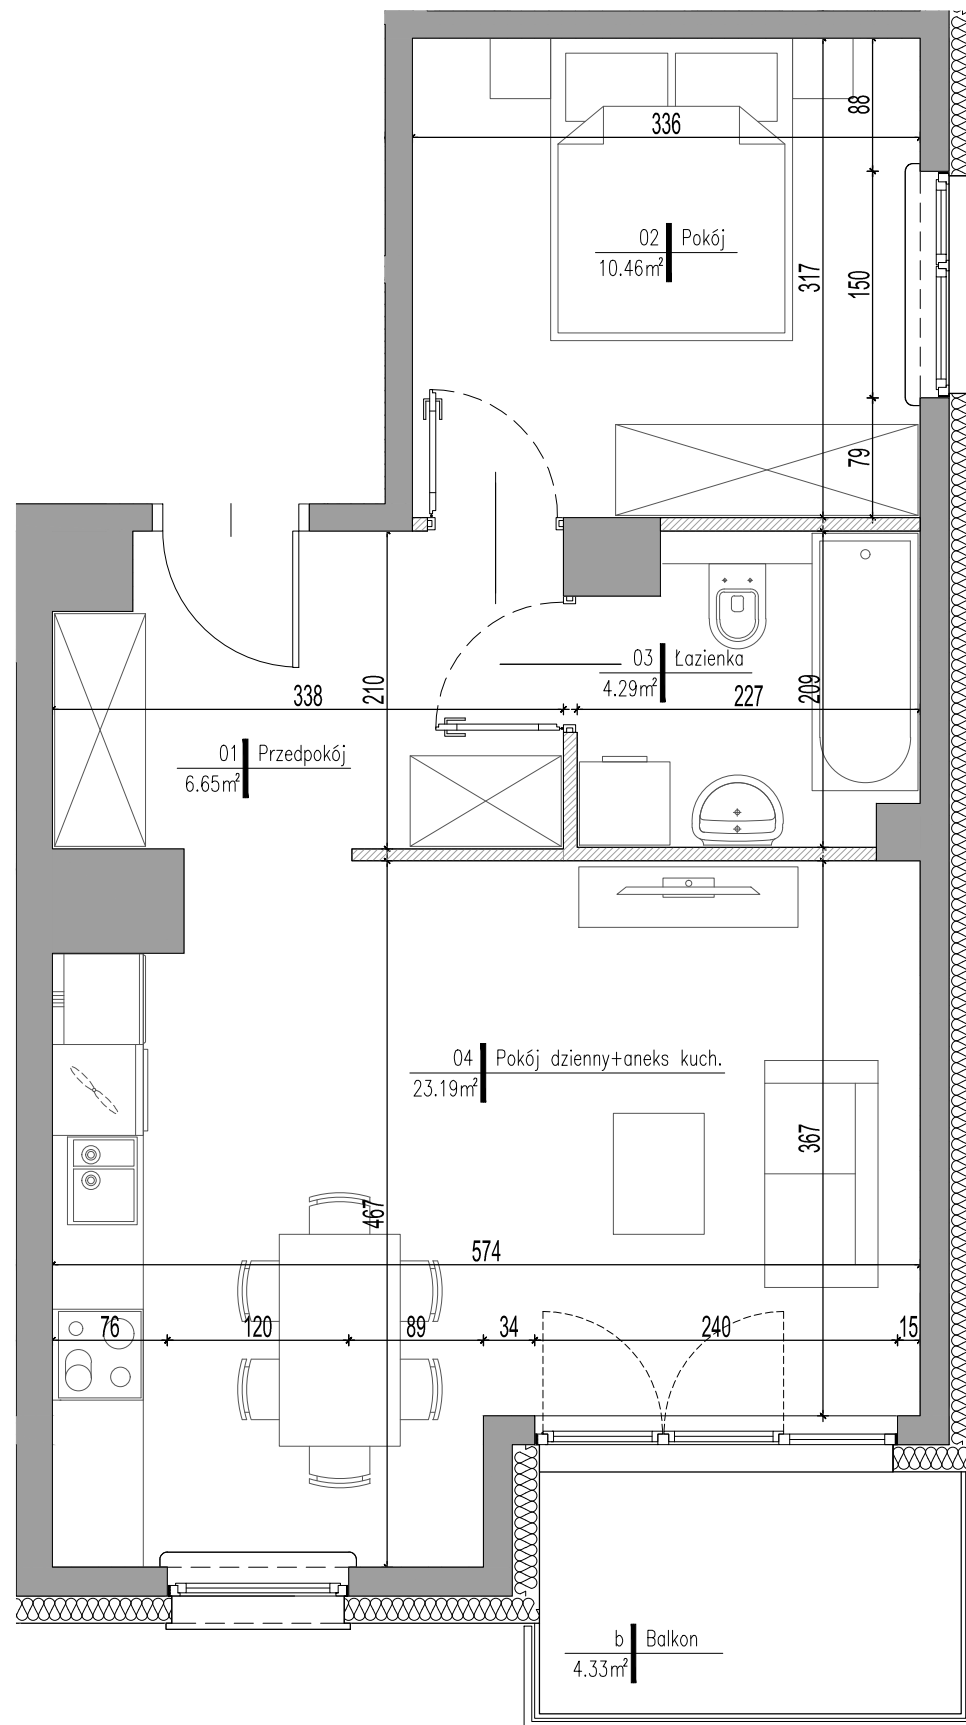 88
336
02 Pokój
10.46m²
317
150
79
03 Łazienka
4.29m²
338
210
227
209
01 Przedpokój
6.65m²
04 Pokój dzienny+aneks kuch.
23.19m²
367
467
574
76
120
89
34
240
15
b Balkon
4.33m²